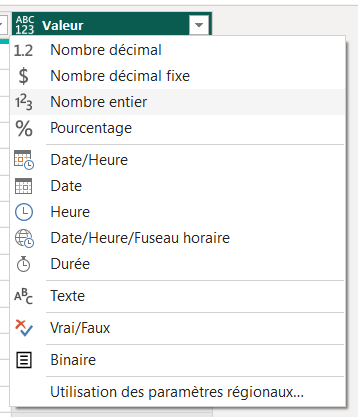 ABC
123 Valeur
1.2 Nombre décimal
$ Nombre décimal fixe
123 Nombre entier
% Pourcentage
Date/Heure
Date
Heure
Date/Heure/Fuseau horaire
Durée
ABC Texte
Vrai/Faux
Binaire
Utilisation des paramètres régionaux...